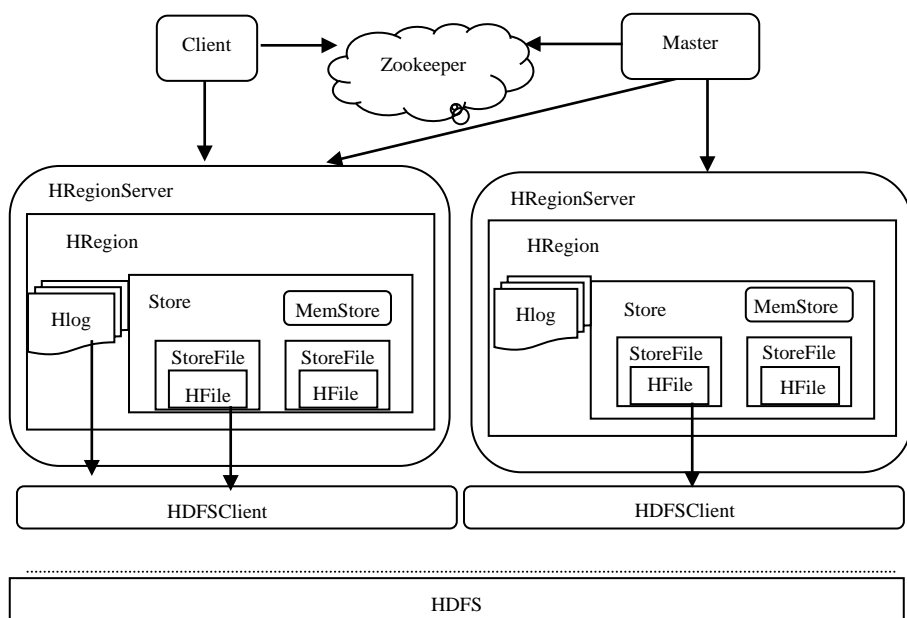 Client
Zookeeper
Master
HRegionServer
HRegion
Hlog
Store
MemStore
StoreFile
HFile
StoreFile
HFile
HDFSClient
HRegionServer
HRegion
Hlog
Store
MemStore
StoreFile
HFile
StoreFile
HFile
HDFSClient
HDFS